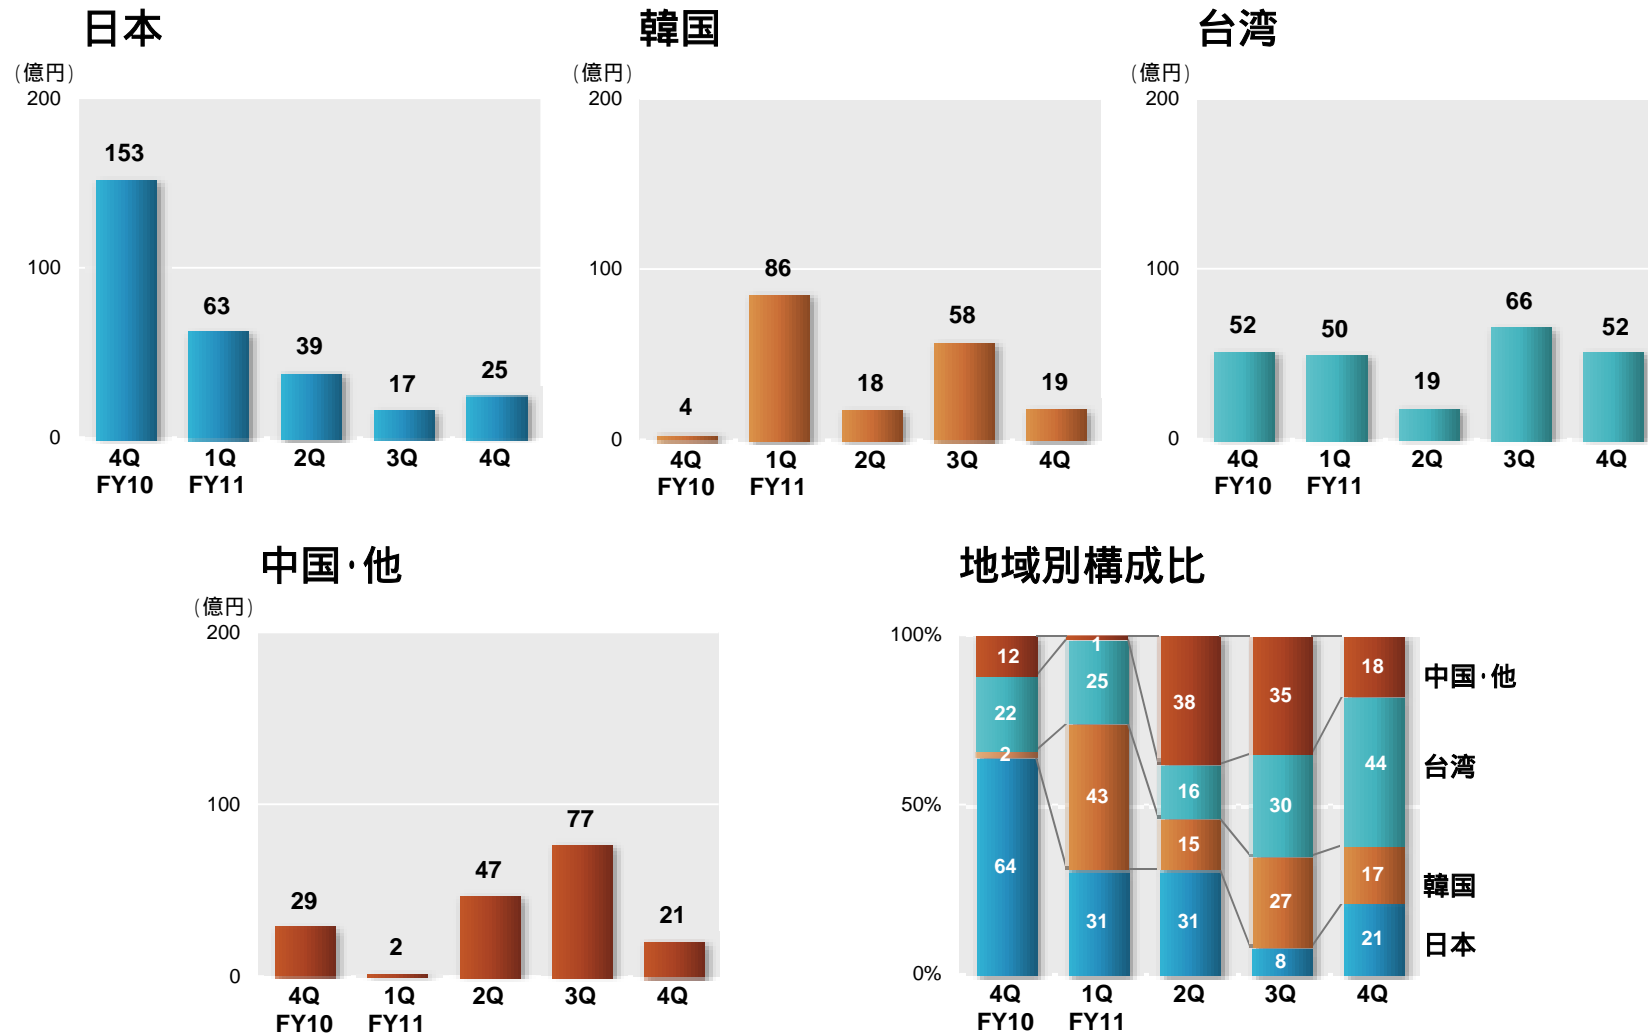 日本
（億円）
200
100
0
153
63
39
17
25
4Q
1Q
2Q
3Q
4Q
FY10
FY11
韓国
（億円）
200
100
0
4
86
18
58
19
4Q
1Q
2Q
3Q
4Q
FY10
FY11
台湾
（億円）
200
100
0
52
50
19
66
52
4Q
1Q
2Q
3Q
4Q
FY10
FY11
中国・他
（億円）
200
100
0
29
2
47
77
21
4Q
1Q
2Q
3Q
4Q
FY10
FY11
地域別構成比
100%
50%
0%
12
22
2
64
1
25
43
31
38
16
15
31
35
30
27
8
18
44
17
21
中国・他
台湾
韓国
日本
4Q
1Q
2Q
3Q
4Q
FY10
FY11